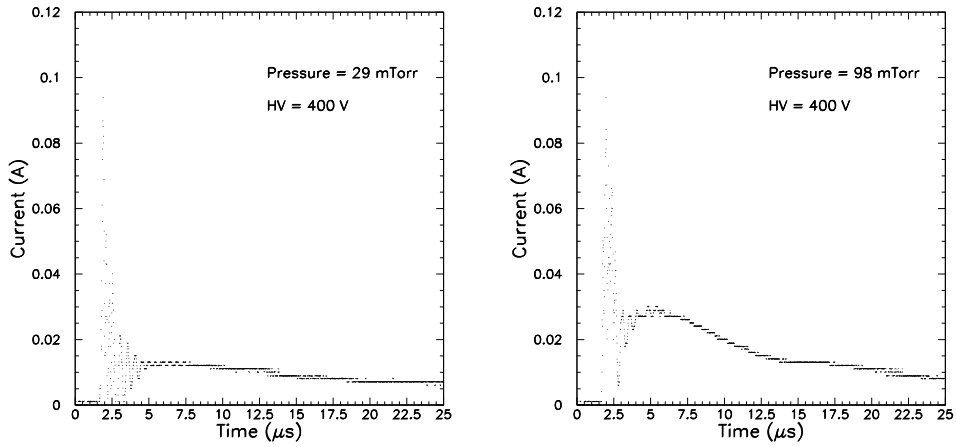 0.12
0.1
0.08
0.06
0.04
0.02
0
Current (A)
Pressure = 29 mTorr
HV = 400 V
0 2.5 5 7.5 10 12.5 15 17.5 20 22.5 25
Time (μs)
0.12
0.1
0.08
0.06
0.04
0.02
0
Current (A)
Pressure = 98 mTorr
HV = 400 V
0 2.5 5 7.5 10 12.5 15 17.5 20 22.5 25
Time (μs)